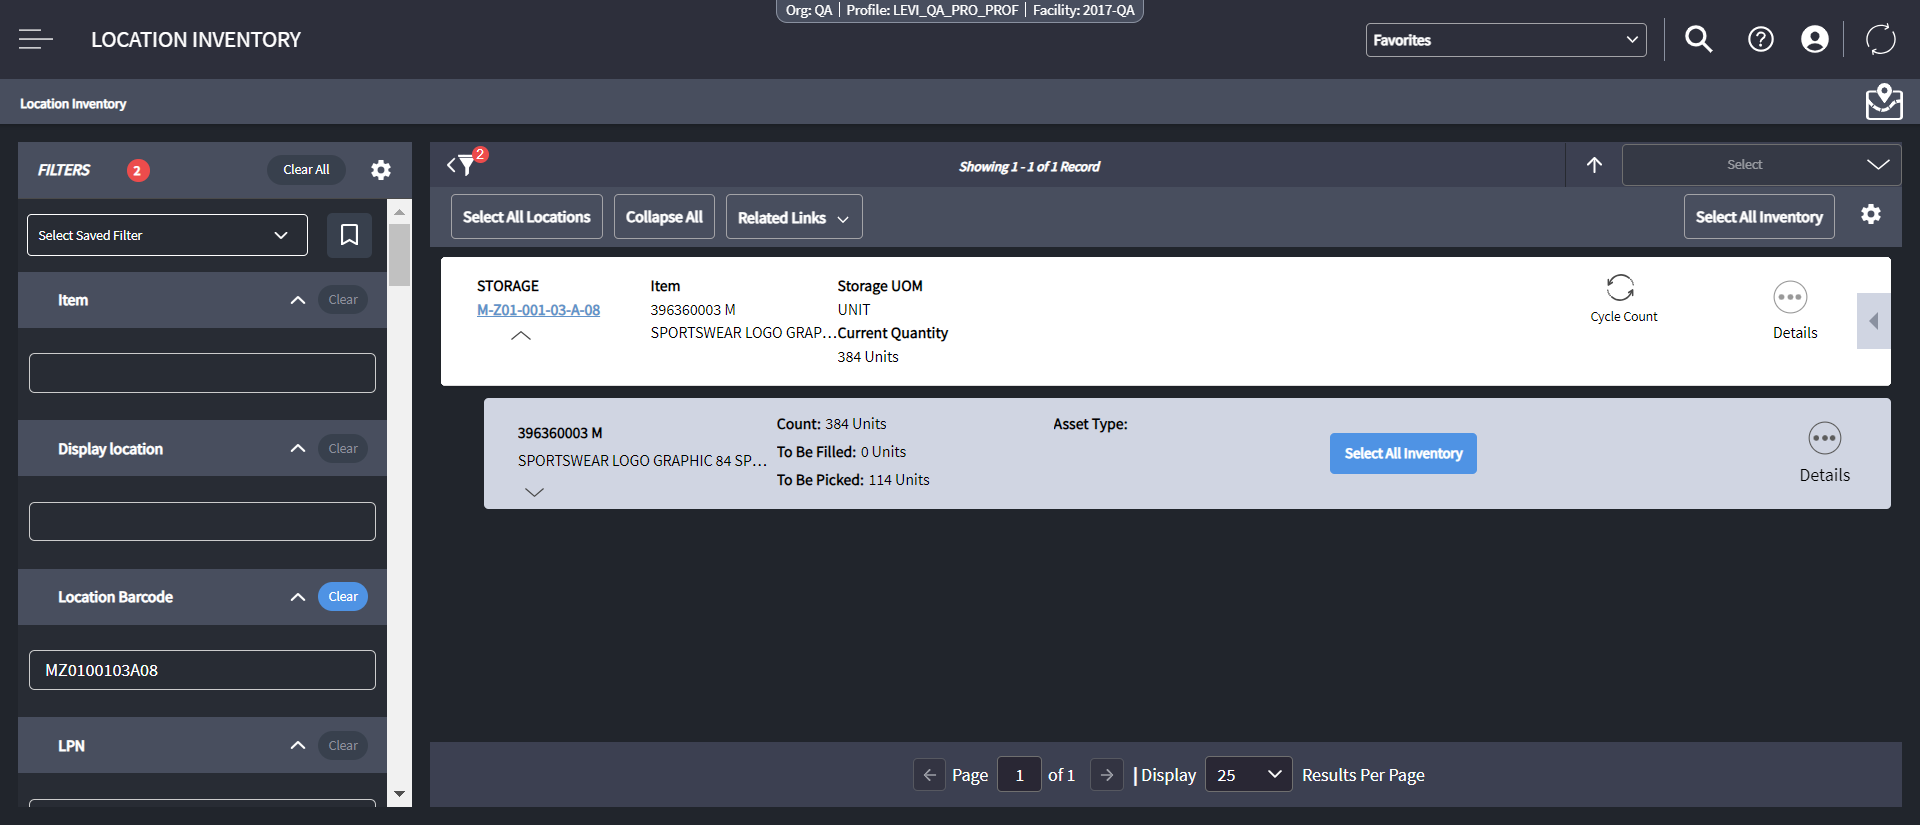 Org: QA | Profile: LEVI_QA_PRO_PROF | Facility: 2017-QA
LOCATION INVENTORY
Favorites
Location Inventory
FILTERS 2 Clear All
Select Saved Filter
Item Clear
Display location Clear
Location Barcode Clear
MZ0100103A08
LPN Clear
2
Showing 1 - 1 of 1 Record
Select
Select All Locations Collapse All Related Links Select All Inventory
STORAGE
M-Z01-001-03-A-08
Item
396360003 M
SPORTSWEAR LOGO GRAP...
Storage UOM
UNIT
Current Quantity
384 Units
Cycle Count
Details
396360003 M
SPORTSWEAR LOGO GRAPHIC 84 SP...
Count: 384 Units
To Be Filled: 0 Units
To Be Picked: 114 Units
Asset Type:
Select All Inventory
Details
Page 1 of 1 | Display 25 Results Per Page